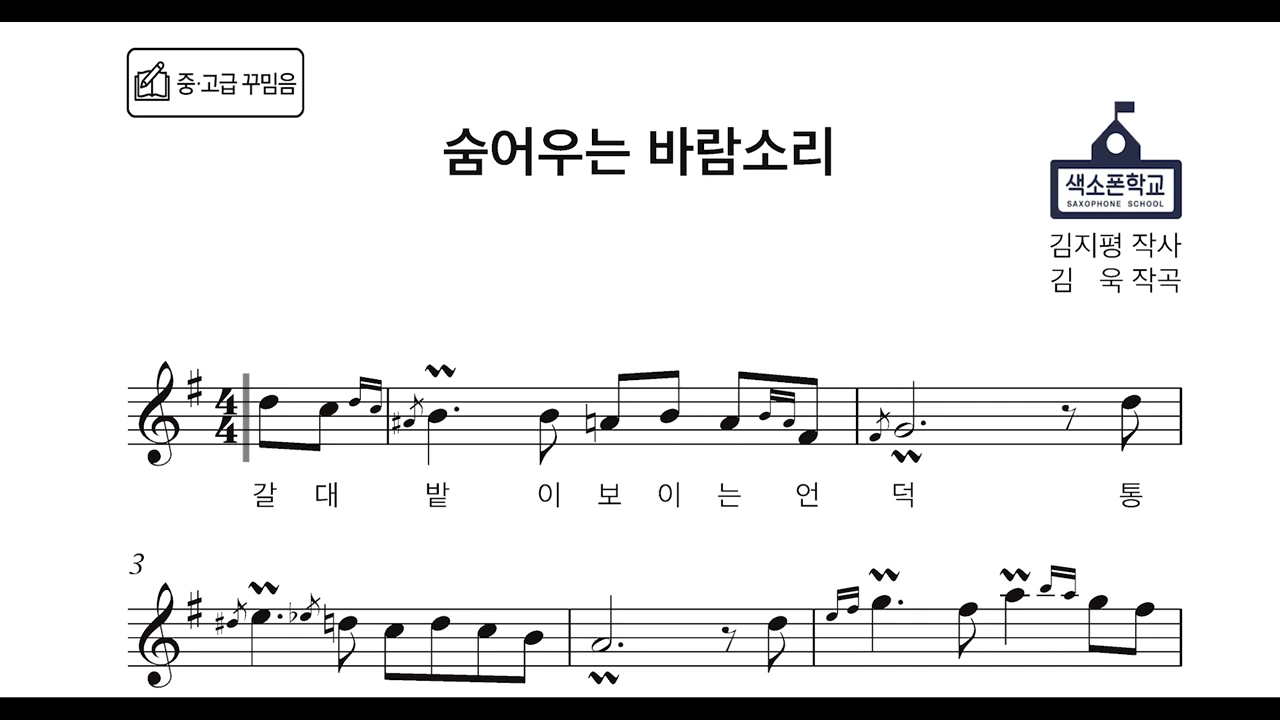 중·고급 꾸밈음
숨어우는 바람소리
색소폰학교
SAXOPHONE SCHOOL
김지평 작사
김 욱 작곡
4
4
갈 대 밭 이 보 이 는 언 덕 통
3